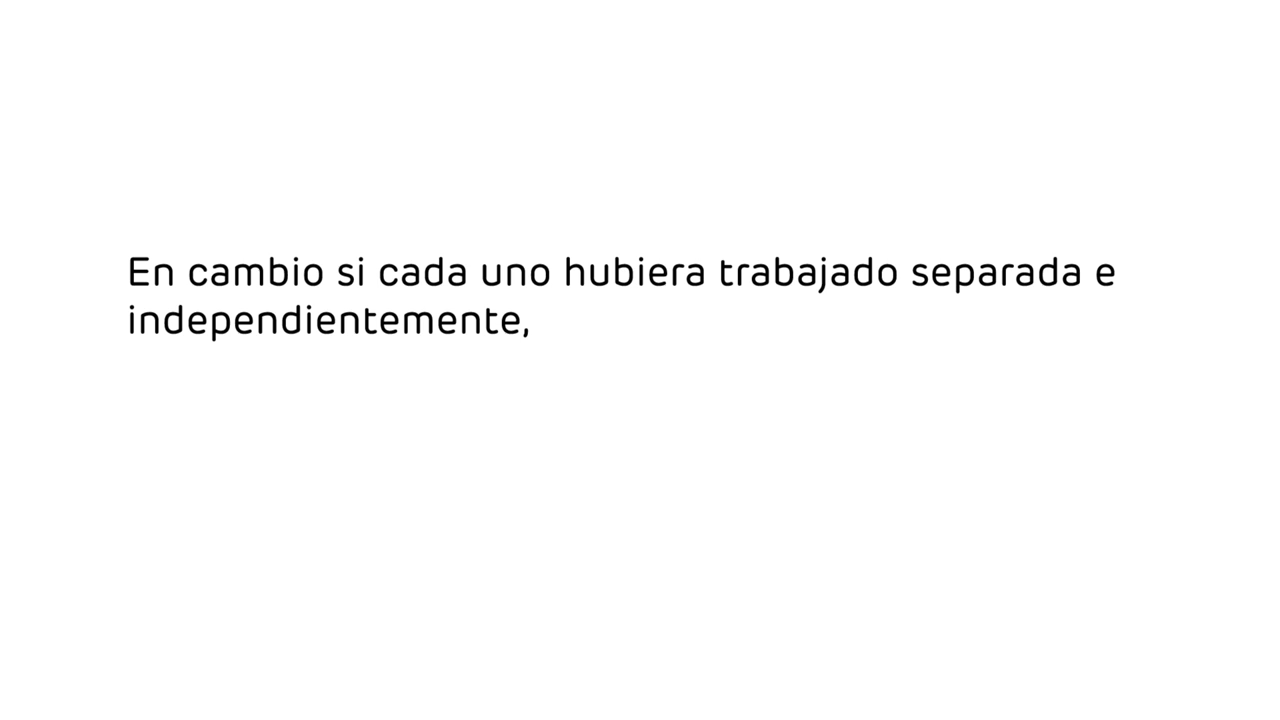 En cambio si cada uno hubiera trabajado separada e
independientemente,